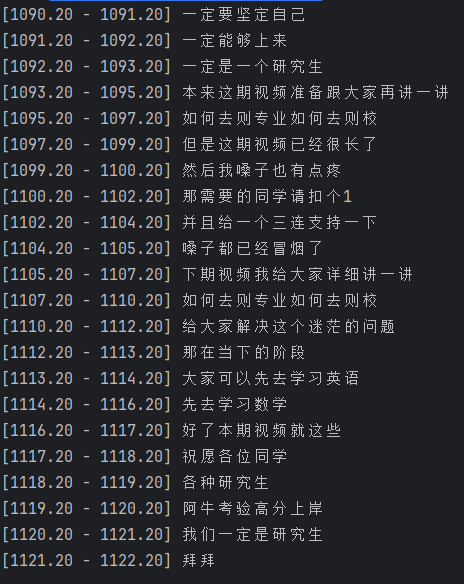 [1090.20 - 1091.20] 一定要坚定自己
[1091.20 - 1092.20] 一定能够上来
[1092.20 - 1093.20] 一定是一个研究生
[1093.20 - 1095.20] 本来这期视频准备跟大家再讲一讲
[1095.20 - 1097.20] 如何去则专业如何去则校
[1097.20 - 1099.20] 但是这期视频已经很长了
[1099.20 - 1100.20] 然后我嗓子也有点疼
[1100.20 - 1102.20] 那需要的同学请扣个1
[1102.20 - 1104.20] 并且给一个三连支持一下
[1104.20 - 1105.20] 嗓子都已经冒烟了
[1105.20 - 1107.20] 下期视频我给大家详细讲一讲
[1107.20 - 1110.20] 如何去则专业如何去则校
[1110.20 - 1112.20] 给大家解决这个迷茫的问题
[1112.20 - 1113.20] 那在当下的阶段
[1113.20 - 1114.20] 大家可以先去学习英语
[1114.20 - 1116.20] 先去学习数学
[1116.20 - 1117.20] 好了本期视频就这些
[1117.20 - 1118.20] 祝愿各位同学
[1118.20 - 1119.20] 各种研究生
[1119.20 - 1120.20] 阿牛考验高分上岸
[1120.20 - 1121.20] 我们一定是研究生
[1121.20 - 1122.20] 拜拜